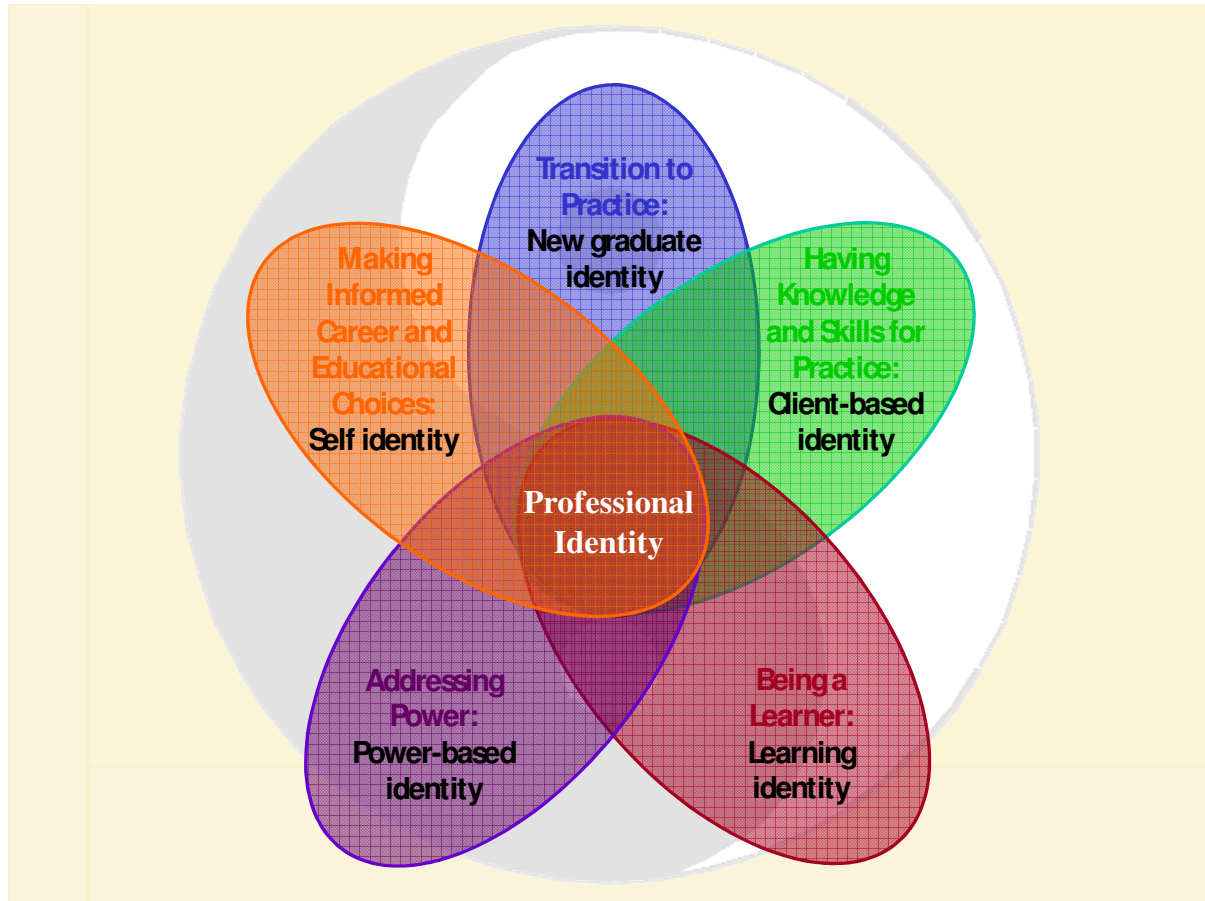 Transition to
Practice:
New graduate
identity
Making
Informed
Career and
Educational
Choices:
Self identity
Having
Knowledge
and Skills for
Practice:
Client-based
identity
Professional
Identity
Addressing
Power:
Power-based
identity
Being a
Learner:
Learning
identity